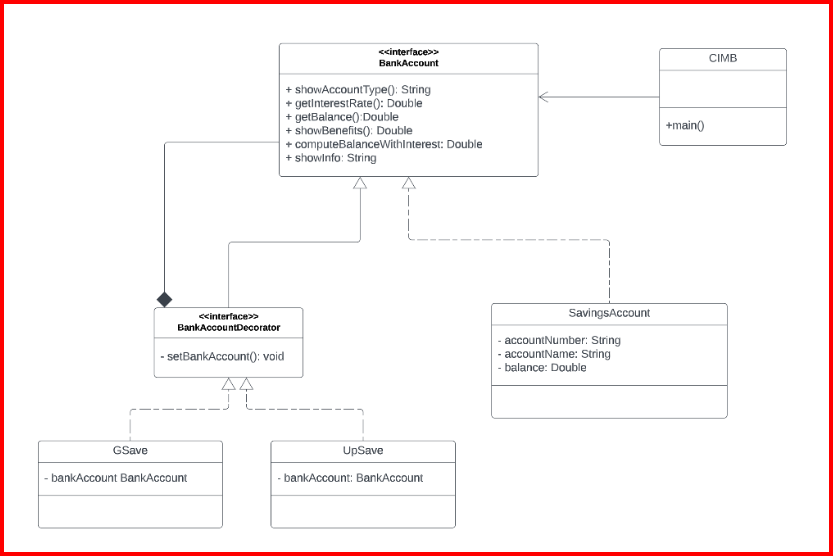 <<interface>>
BankAccount
+ showAccountType(): String
+ getInterestRate(): Double
+ getBalance():Double
+ showBenefits(): Double
+ computeBalanceWithInterest: Double
+ showInfo: String
CIMB
+main()
<<interface>>
BankAccountDecorator
- setBankAccount(): void
SavingsAccount
- accountNumber: String
- accountName: String
- balance: Double
GSave
- bankAccount BankAccount
UpSave
- bankAccount: BankAccount